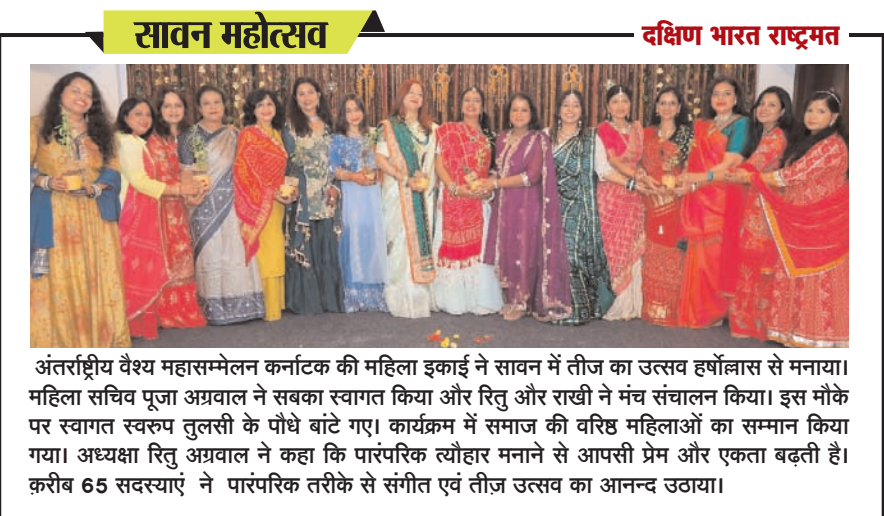 सावन महोत्सव
दक्षिण भारत राष्ट्रमत
अंतर्राष्ट्रीय वैश्य महासम्मेलन कर्नाटक की महिला इकाई ने सावन में तीज का उत्सव हर्षोल्लास से मनाया।
महिला सचिव पूजा अग्रवाल ने सबका स्वागत किया और रितु और राखी ने मंच संचालन किया। इस मौके
पर स्वागत स्वरुप तुलसी के पौधे बांटे गए। कार्यक्रम में समाज की वरिष्ठ महिलाओं का सम्मान किया
गया। अध्यक्षा रितु अग्रवाल ने कहा कि पारंपरिक त्यौहार मनाने से आपसी प्रेम और एकता बढ़ती है।
क़रीब 65 सदस्याएं ने पारंपरिक तरीके से संगीत एवं तीज़ उत्सव का आनन्द उठाया।